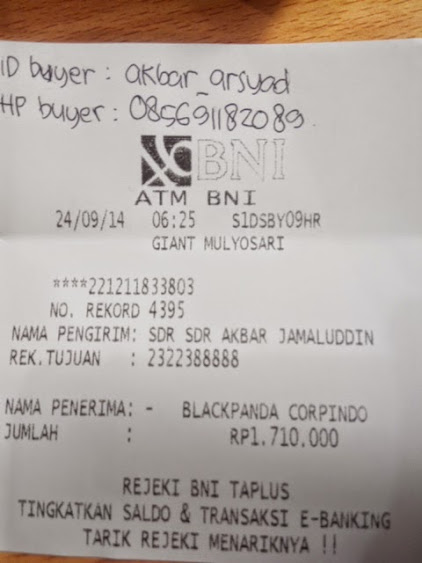 ID buyer : akbar_arsyad
HP buyer : 085691182089
BNI
ATM BNI
24/09/14 06:25 S1DSBY09HR
GIANT MULYOSARI
****221211833803
NO. REKORD 4395
NAMA PENGIRIM: SDR SDR AKBAR JAMALUDDIN
REK.TUJUAN : 2322388888
NAMA PENERIMA: - BLACKPANDA CORPINDO
JUMLAH : RP1.710.000
REJEKI BNI TAPLUS
TINGKATKAN SALDO & TRANSAKSI E-BANKING
TARIK REJEKI MENARIKNYA !!